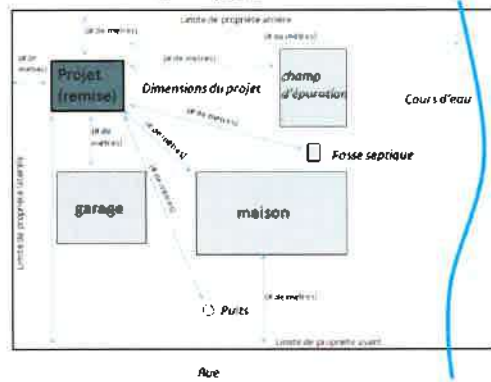 Limite de propriété arrière
(# de mètres)
(# de mètres)
(# de mètres)
(# de mètres)
Projet
(remise)
Dimensions du projet
champ
d'épuration
Cours d'eau
(# de mètres)
(# de mètres)
(# de mètres)
(# de mètres)
Fosse septique
garage
maison
Limite de propriété latérale
(# de mètres)
Puits
Limite de propriété avant
Rue